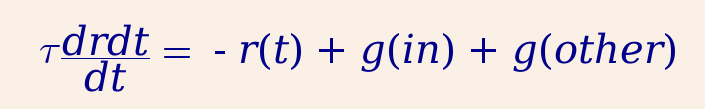 τ drdt/dt = - r(t) + g(in) + g(other)